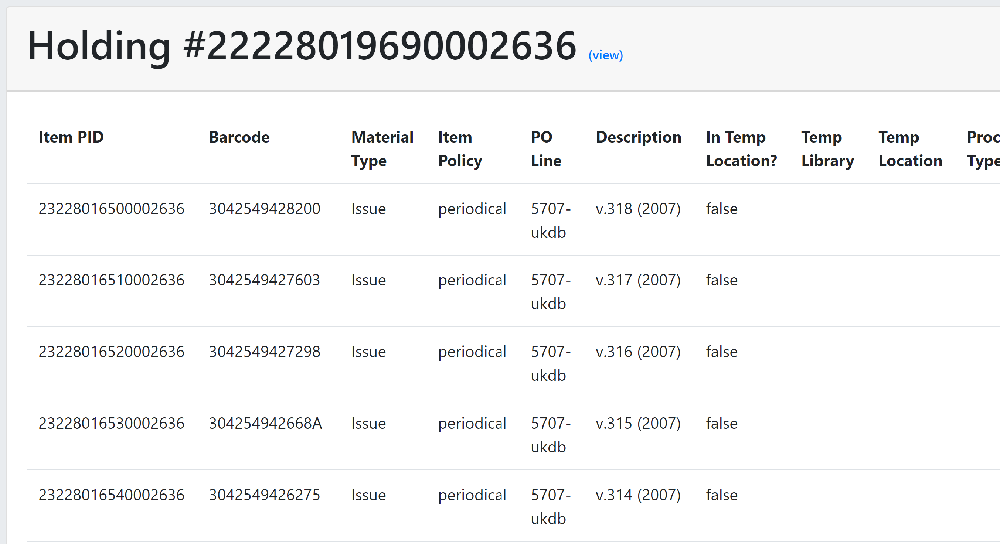 Holding #22228019690002636 (view)
Item PID Barcode Material Type Item Policy PO Line Description In Temp Location? Temp Library Temp Location Proc Type
23228016500002636 3042549428200 Issue periodical 5707-ukdb v.318 (2007) false
23228016510002636 3042549427603 Issue periodical 5707-ukdb v.317 (2007) false
23228016520002636 3042549427298 Issue periodical 5707-ukdb v.316 (2007) false
23228016530002636 304254942668A Issue periodical 5707-ukdb v.315 (2007) false
23228016540002636 3042549426275 Issue periodical 5707-ukdb v.314 (2007) false